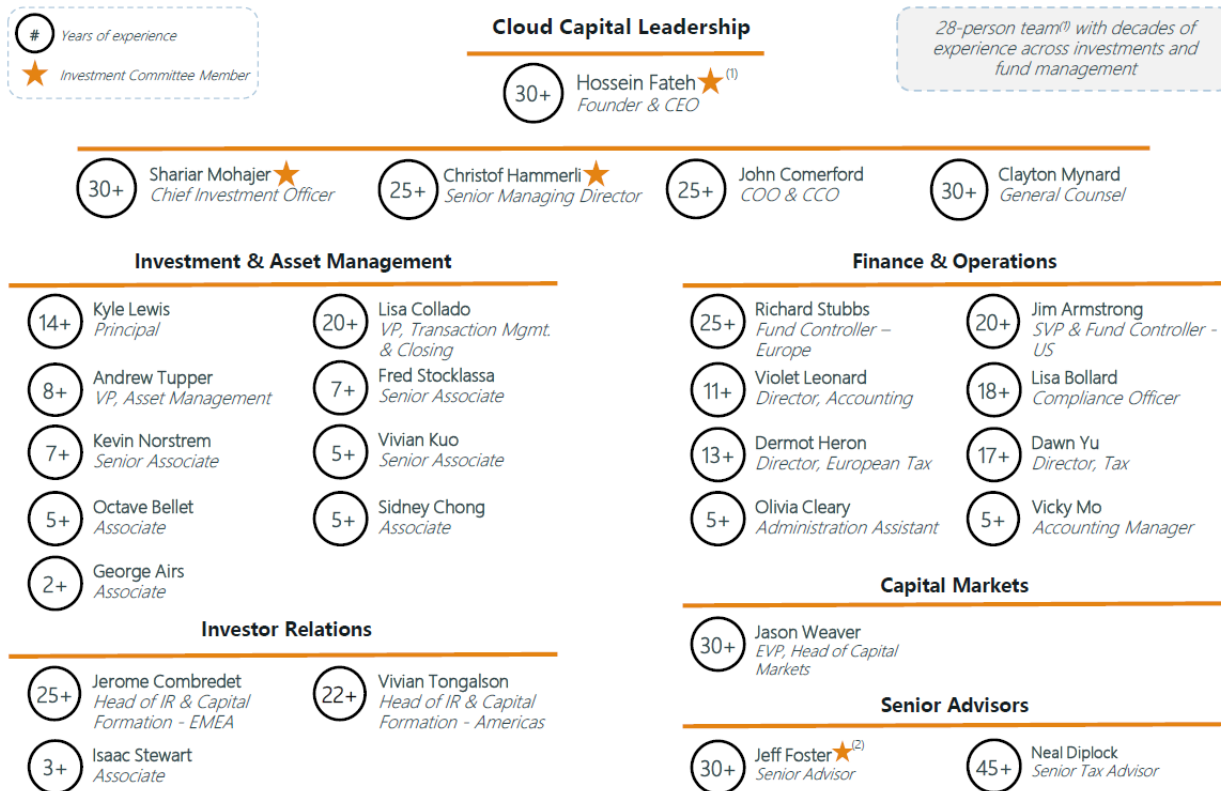 # Years of experience
Investment Committee Member
Cloud Capital Leadership
28-person team(1) with decades of
experience across investments and
fund management
30+ Hossein Fateh (1)
Founder & CEO
30+ Shariar Mohajer
Chief Investment Officer
25+ Christof Hammerli
Senior Managing Director
25+ John Comerford
COO & CCO
30+ Clayton Mynard
General Counsel
Investment & Asset Management
14+ Kyle Lewis
Principal
20+ Lisa Collado
VP, Transaction Mgmt.
& Closing
8+ Andrew Tupper
VP, Asset Management
7+ Fred Stocklassa
Senior Associate
7+ Kevin Norstrem
Senior Associate
5+ Vivian Kuo
Senior Associate
5+ Octave Bellet
Associate
5+ Sidney Chong
Associate
2+ George Airs
Associate
Investor Relations
25+ Jerome Combredet
Head of IR & Capital
Formation - EMEA
22+ Vivian Tongalson
Head of IR & Capital
Formation - Americas
3+ Isaac Stewart
Associate
Finance & Operations
25+ Richard Stubbs
Fund Controller –
Europe
20+ Jim Armstrong
SVP & Fund Controller -
US
11+ Violet Leonard
Director, Accounting
18+ Lisa Bollard
Compliance Officer
13+ Dermot Heron
Director, European Tax
17+ Dawn Yu
Director, Tax
5+ Olivia Cleary
Administration Assistant
5+ Vicky Mo
Accounting Manager
Capital Markets
30+ Jason Weaver
EVP, Head of Capital
Markets
Senior Advisors
30+ Jeff Foster (2)
Senior Advisor
45+ Neal Diplock
Senior Tax Advisor